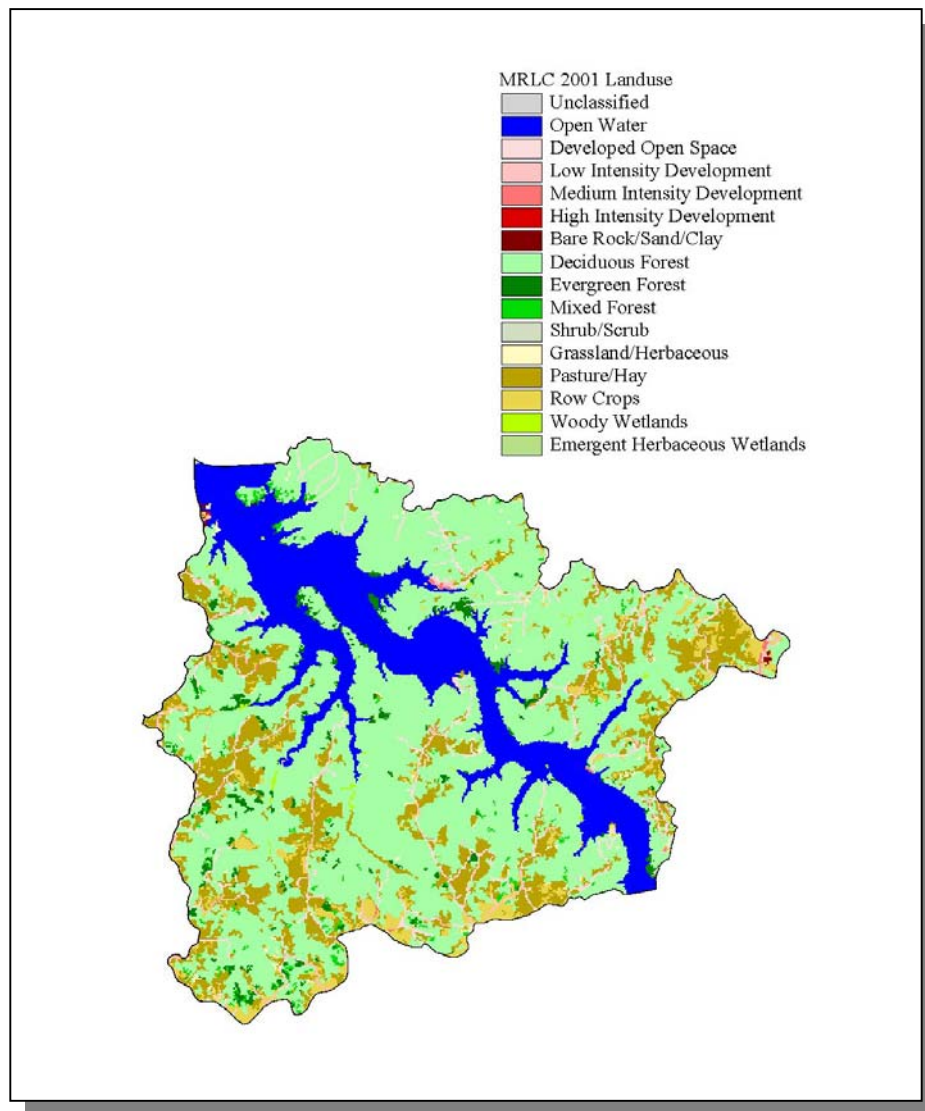 MRLC 2001 Landuse
Unclassified
Open Water
Developed Open Space
Low Intensity Development
Medium Intensity Development
High Intensity Development
Bare Rock/Sand/Clay
Deciduous Forest
Evergreen Forest
Mixed Forest
Shrub/Scrub
Grassland/Herbaceous
Pasture/Hay
Row Crops
Woody Wetlands
Emergent Herbaceous Wetlands